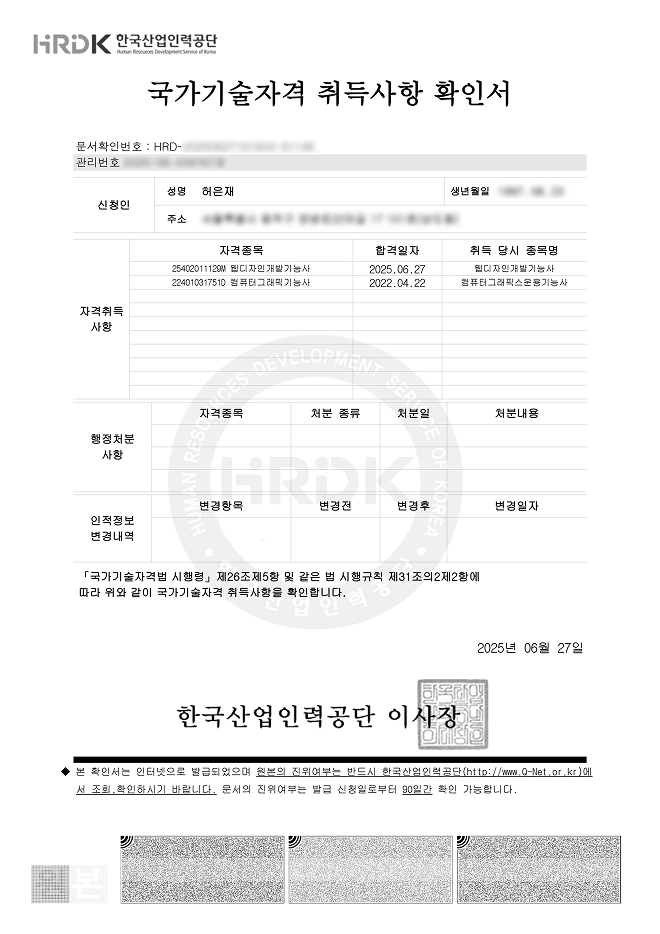 HRDK 한국산업인력공단
Human Resources Development Service of Korea
국가기술자격 취득사항 확인서
문서확인번호 : HRD-
관리번호
신청인 성명 허은재 생년월일
주소
자격취득 사항
자격종목 합격일자 취득 당시 종목명
25402011129M 웹디자인개발기능사 2025.06.27 웹디자인개발기능사
22401031751O 컴퓨터그래픽기능사 2022.04.22 컴퓨터그래픽스운용기능사
행정처분 사항
자격종목 처분 종류 처분일 처분내용
인적정보 변경내역
변경항목 변경전 변경후 변경일자
HUMAN RESOURCES DEVELOPMENT SERVICE OF KOREA
HRDK
한국산업인력공단
「국가기술자격법 시행령」제26조제5항 및 같은 법 시행규칙 제31조의2제2항에
따라 위와 같이 국가기술자격 취득사항을 확인합니다.
2025년 06월 27일
한국산업인력공단 이사장
◆ 본 확인서는 인터넷으로 발급되었으며 원본의 진위여부는 반드시 한국산업인력공단(http://www.Q-Net.or.kr)에
서 조회.확인하시기 바랍니다. 문서의 진위여부는 발급 신청일로부터 90일간 확인 가능합니다.
본